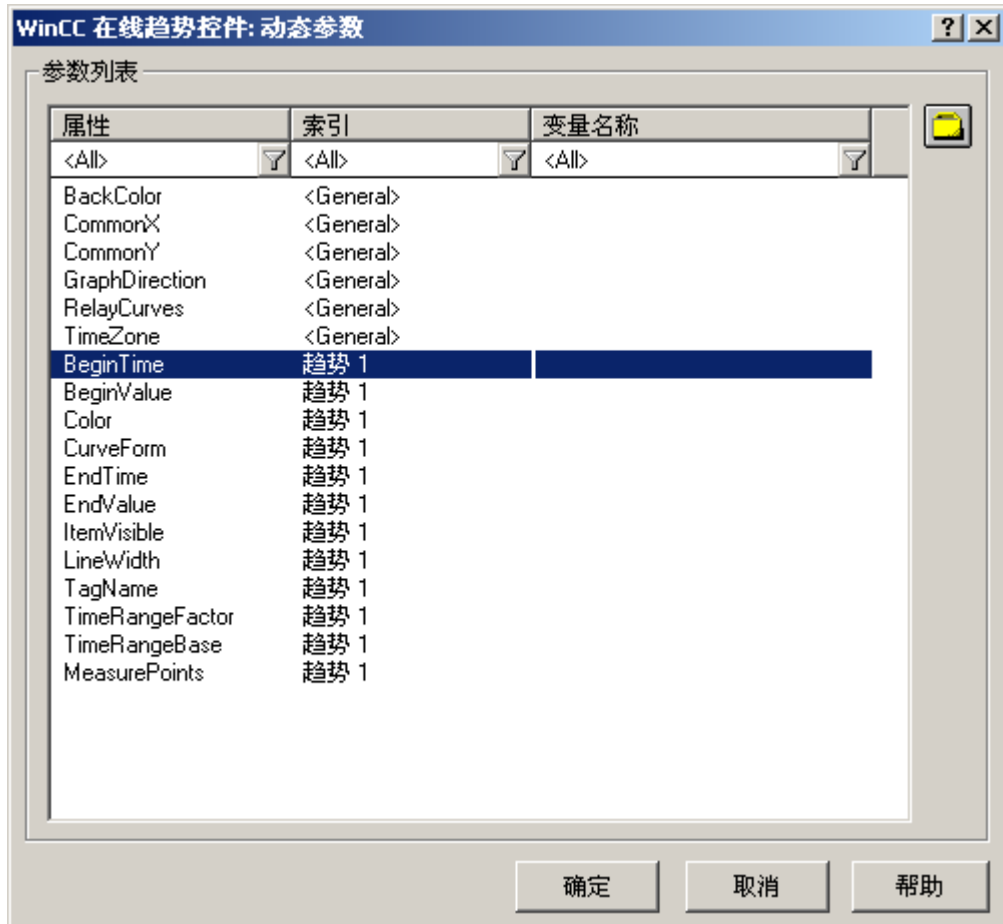 WinCC 在线趋势控件: 动态参数
参数列表
属性 索引 变量名称
<All> <All> <All>
BackColor <General>
CommonX <General>
CommonY <General>
GraphDirection <General>
RelayCurves <General>
TimeZone <General>
BeginTime 趋势 1
BeginValue 趋势 1
Color 趋势 1
CurveForm 趋势 1
EndTime 趋势 1
EndValue 趋势 1
ItemVisible 趋势 1
LineWidth 趋势 1
TagName 趋势 1
TimeRangeFactor 趋势 1
TimeRangeBase 趋势 1
MeasurePoints 趋势 1
确定 取消 帮助